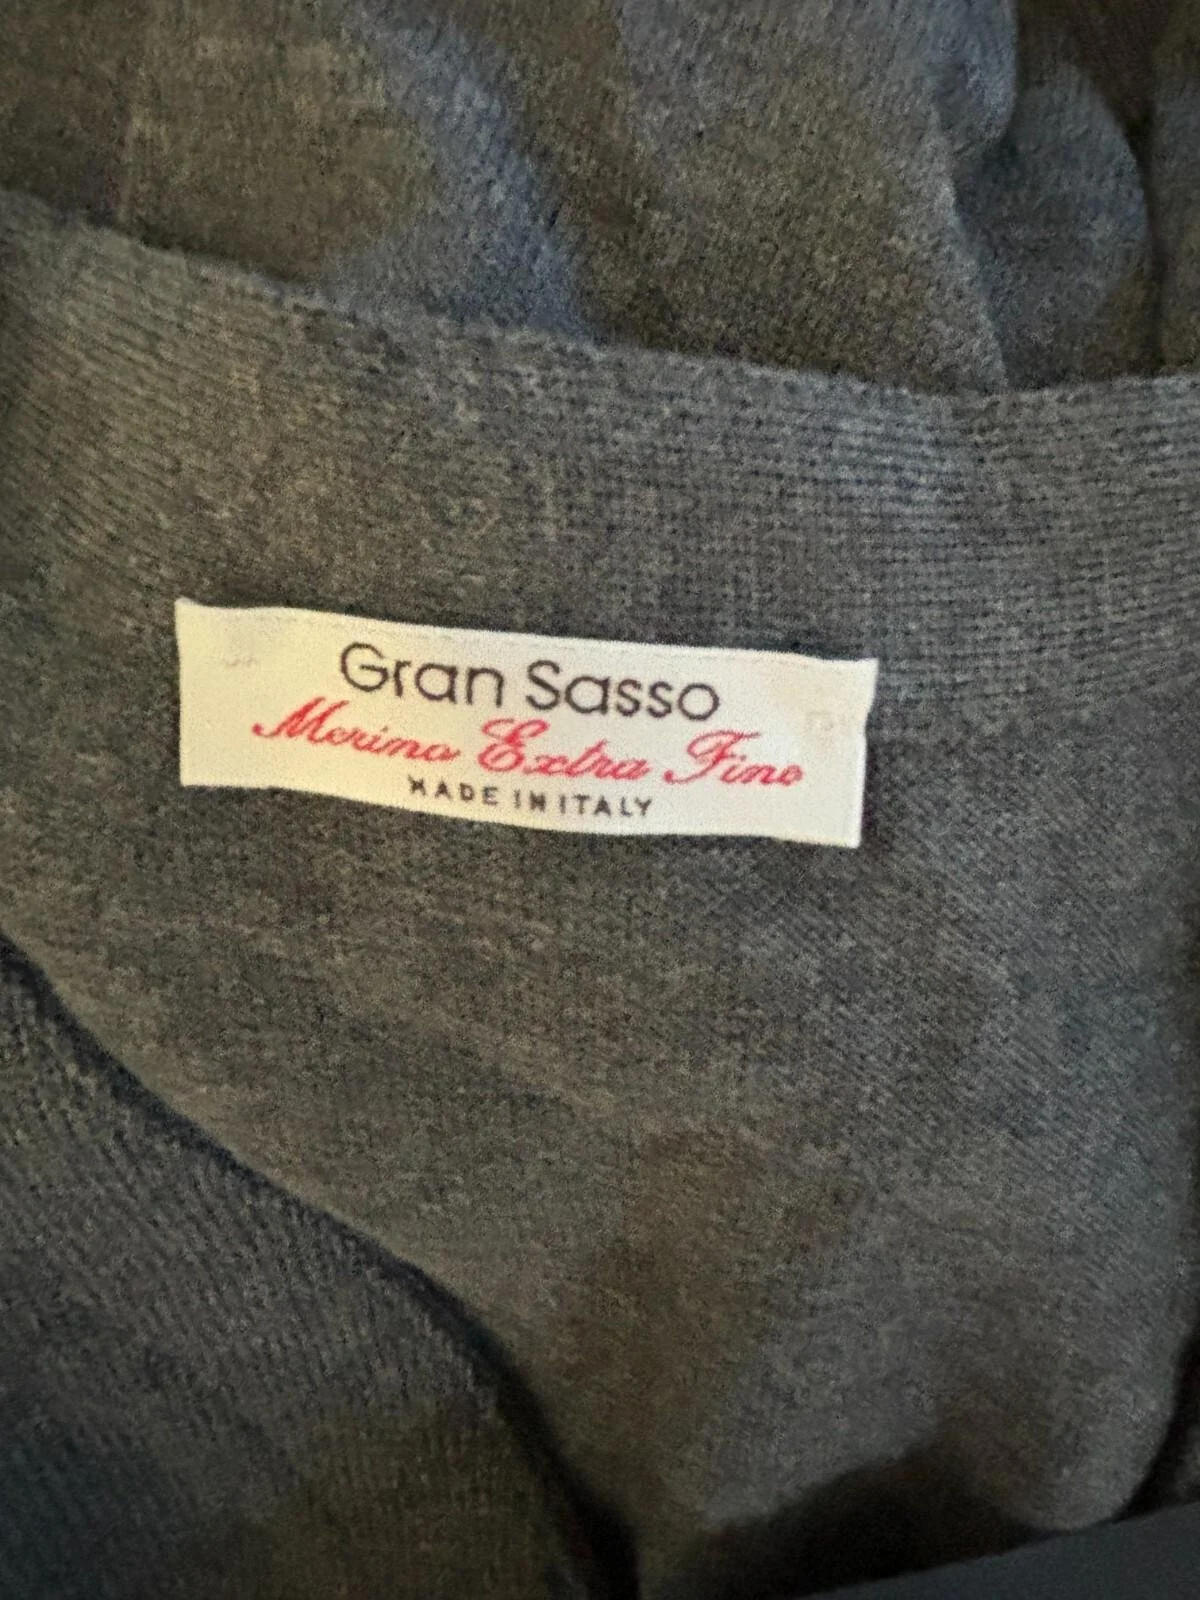 Gran Sasso
Merino Extra Fine
MADE IN ITALY